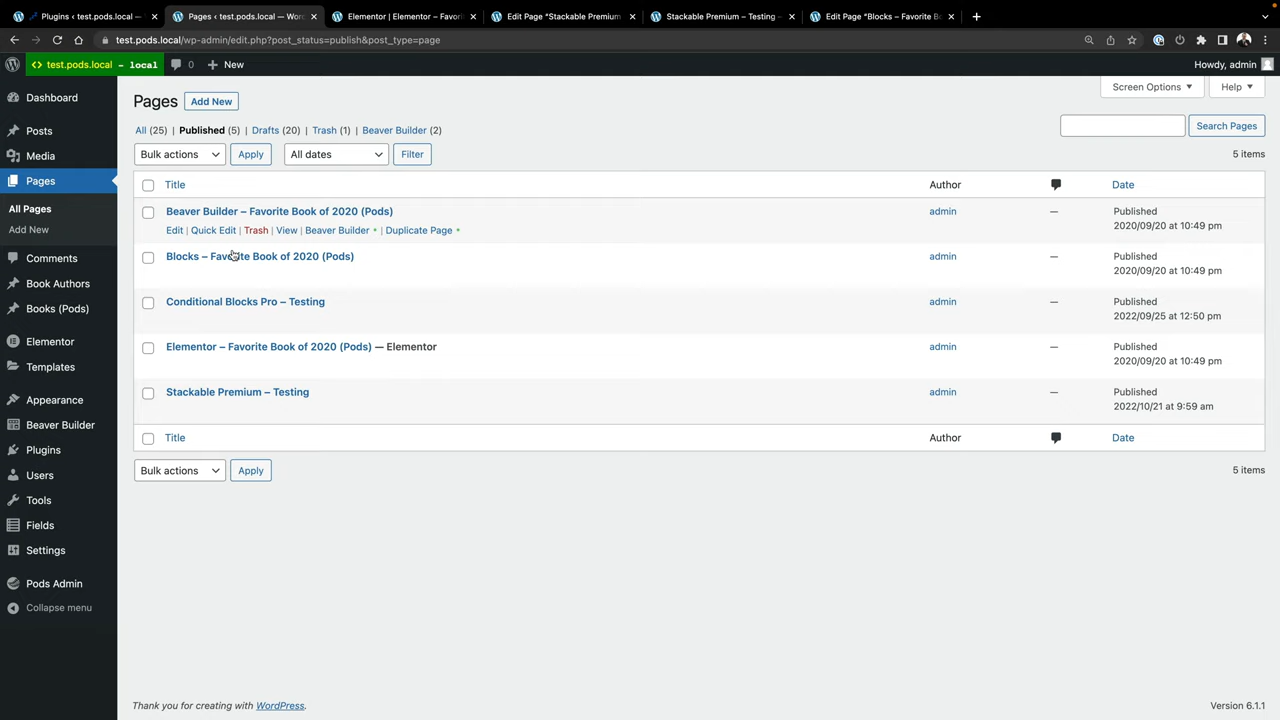 Plugins < test.pods.local — Wor
Pages < test.pods.local — Worc
Elementor | Elementor – Favorit
Edit Page "Stackable Premium
Stackable Premium – Testing –
Edit Page "Blocks – Favorite Bo
test.pods.local/wp-admin/edit.php?post_status=publish&post_type=page
<> test.pods.local – local
0
+ New
Howdy, admin
Dashboard
Posts
Media
Pages
All Pages
Add New
Comments
Book Authors
Books (Pods)
Elementor
Templates
Appearance
Beaver Builder
Plugins
Users
Tools
Fields
Settings
Pods Admin
Collapse menu
Pages Add New
Screen Options
Help
All (25) | Published (5) | Drafts (20) | Trash (1) | Beaver Builder (2)
Search Pages
Bulk actions Apply All dates Filter
5 items
Title Author Date
Beaver Builder – Favorite Book of 2020 (Pods) admin — Published
Edit | Quick Edit | Trash | View | Beaver Builder • | Duplicate Page • 2020/09/20 at 10:49 pm
Blocks – Favorite Book of 2020 (Pods) admin — Published
2020/09/20 at 10:49 pm
Conditional Blocks Pro – Testing admin — Published
2022/09/25 at 12:50 pm
Elementor – Favorite Book of 2020 (Pods) — Elementor admin — Published
2020/09/20 at 10:49 pm
Stackable Premium – Testing admin — Published
2022/10/21 at 9:59 am
Title Author Date
Bulk actions Apply
5 items
Thank you for creating with WordPress.
Version 6.1.1